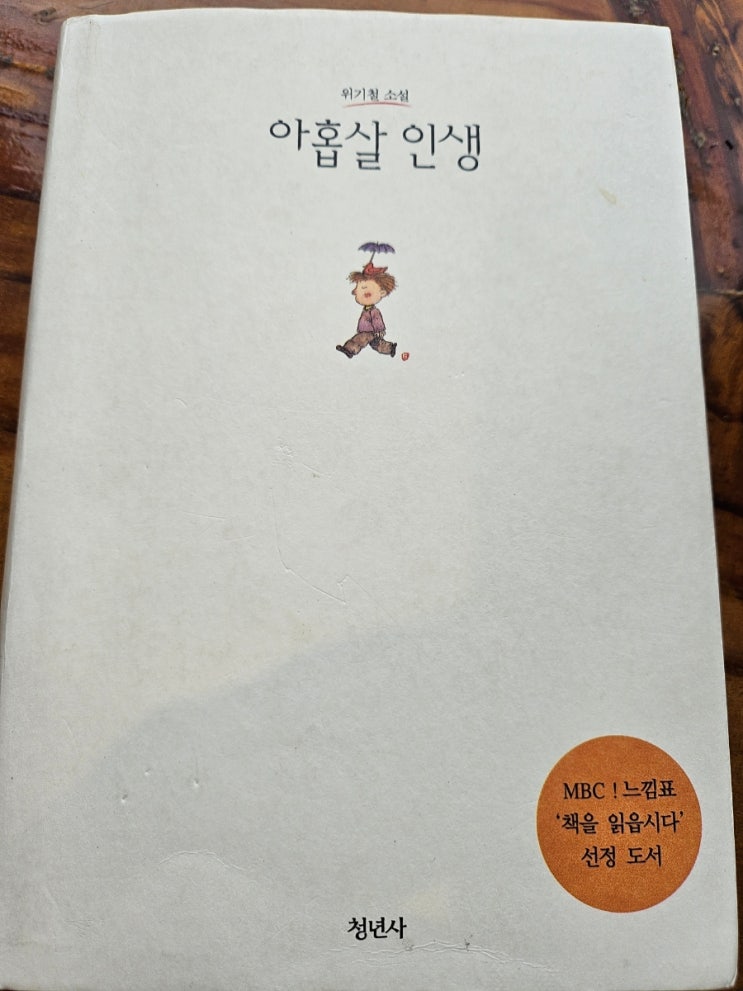 위기철 소설
아홉살 인생
MBC ! 느낌표
‘책을 읽읍시다’
선정 도서
청년사